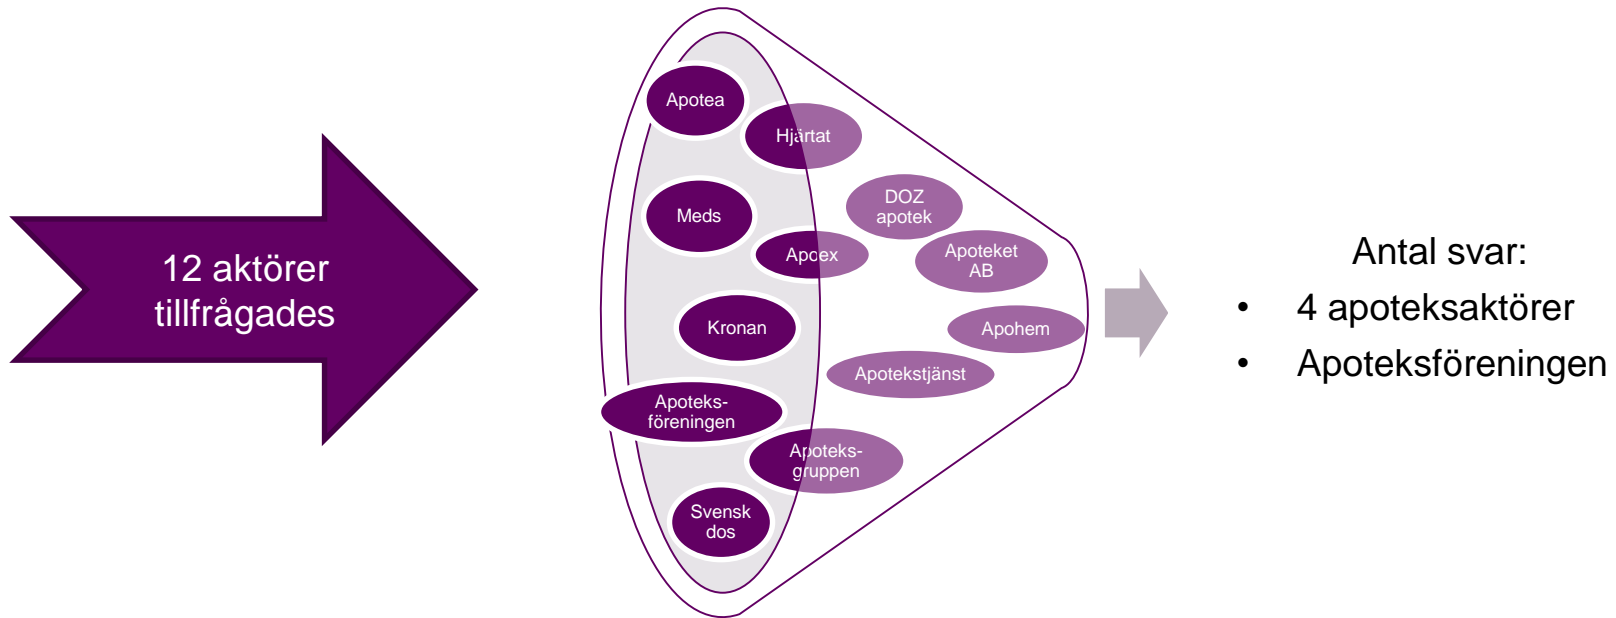 12 aktörer
tillfrågades
Apotea
Hjärtat
Meds
DOZ
apotek
Apoex
Apoteket
AB
Kronan
Apohem
Apotekstjänst
Apoteks-
föreningen
Apoteks-
gruppen
Svensk
dos
Antal svar:
• 4 apoteksaktörer
• Apoteksföreningen